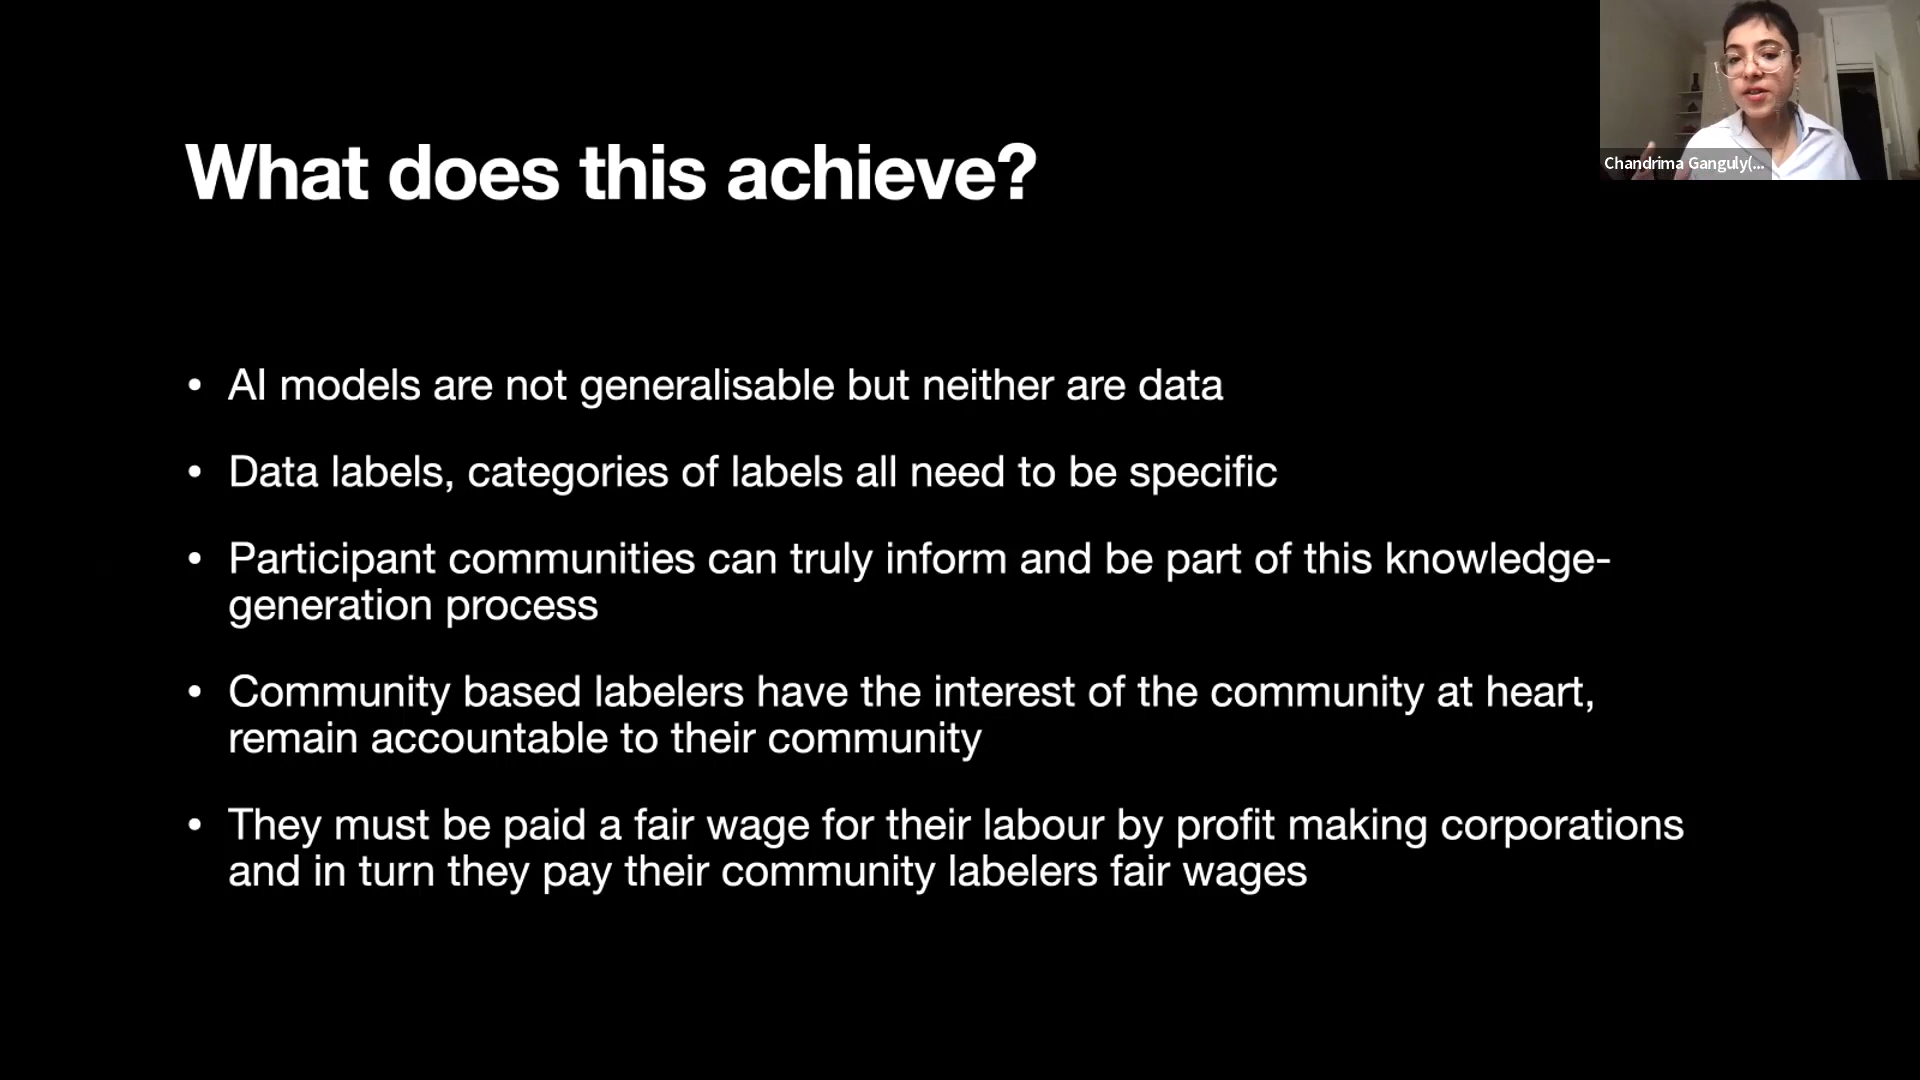 Chandrima Ganguly(...
What does this achieve?
• AI models are not generalisable but neither are data
• Data labels, categories of labels all need to be specific
• Participant communities can truly inform and be part of this knowledge-
generation process
• Community based labelers have the interest of the community at heart,
remain accountable to their community
• They must be paid a fair wage for their labour by profit making corporations
and in turn they pay their community labelers fair wages